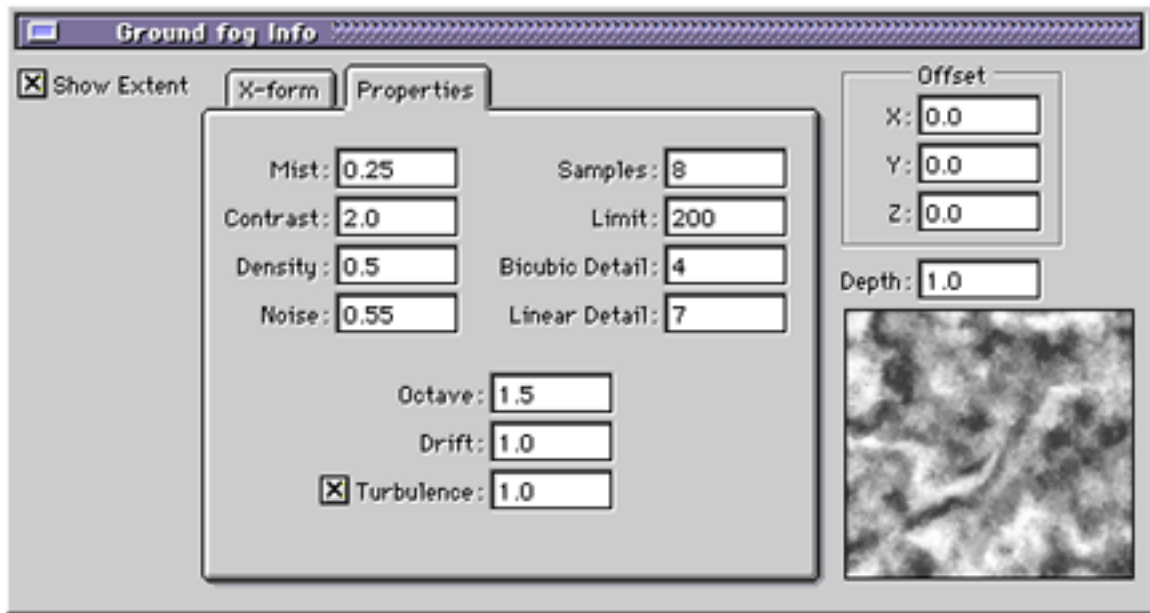 Ground fog Info
Show Extent
X-form Properties
Mist: 0.25
Contrast: 2.0
Density: 0.5
Noise: 0.55
Samples: 8
Limit: 200
Bicubic Detail: 4
Linear Detail: 7
Octave: 1.5
Drift: 1.0
Turbulence: 1.0
Offset
X: 0.0
Y: 0.0
Z: 0.0
Depth: 1.0